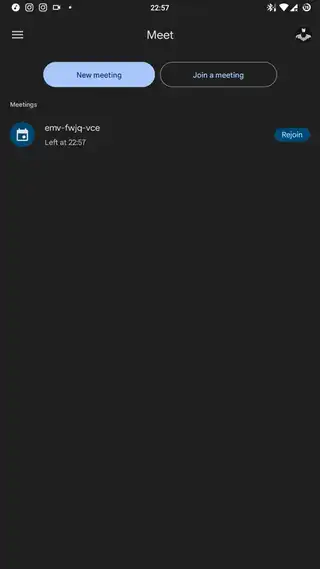 22:57
Meet
New meeting
Join a meeting
Meetings
emv-fwjq-vce
Left at 22:57
Rejoin